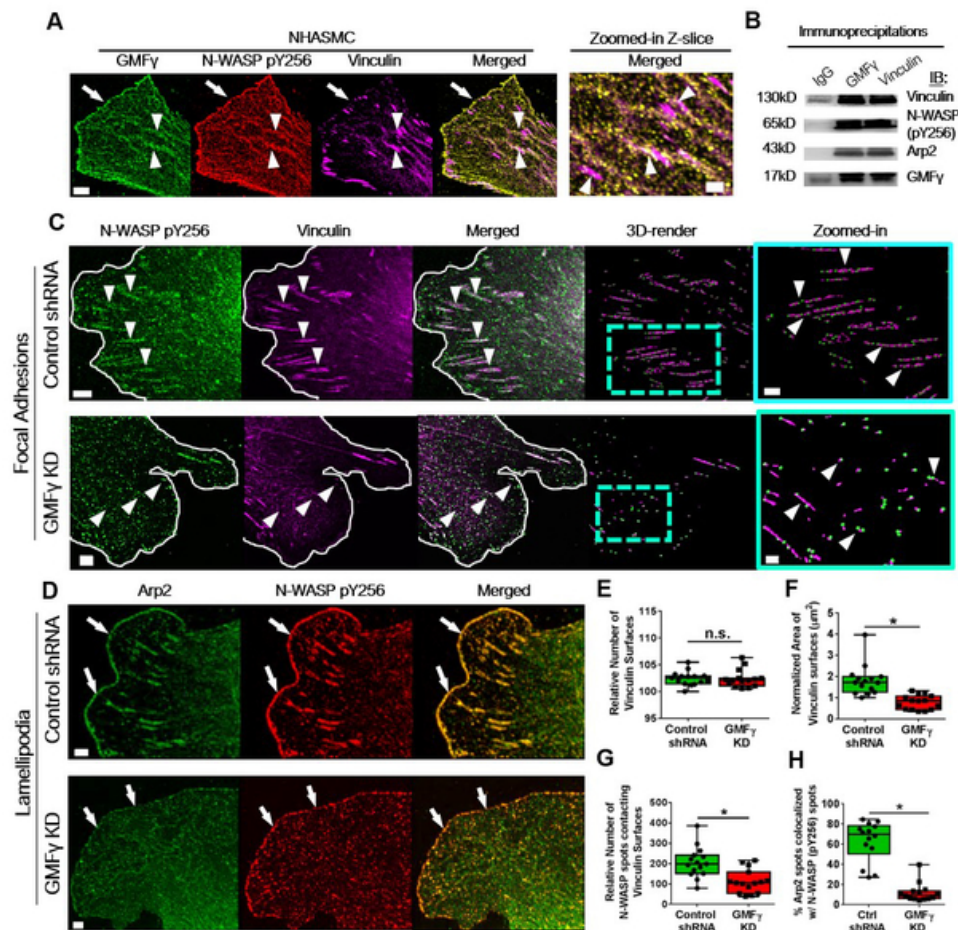 A
NHASMC
GMFγ N-WASP pY256 Vinculin Merged
Zoomed-in Z-slice
Merged
B
Immunoprecipitations
IgG GMFγ Vinculin IB:
130kD Vinculin
65kD N-WASP (pY256)
43kD Arp2
17kD GMFγ
C
N-WASP pY256 Vinculin Merged 3D-render Zoomed-in
Focal Adhesions
Control shRNA
GMFγ KD
D
Arp2 N-WASP pY256 Merged
Lamellipodia
Control shRNA
GMFγ KD
E
Relative Number of
Vinculin Surfaces
115
110
105
100
95
n.s.
Control
shRNA
GMFγ
KD
F
Normalized Area of
Vinculin surfaces (μm²)
5
4
3
2
1
0
*
Control
shRNA
GMFγ
KD
G
Relative Number of
N-WASP spots contacting
Vinculin Surfaces
500
400
300
200
100
0
*
Control
shRNA
GMFγ
KD
H
% Arp2 spots colocalized
w/ N-WASP (pY256) spots
100
80
60
40
20
0
*
Ctrl
shRNA
GMFγ
KD